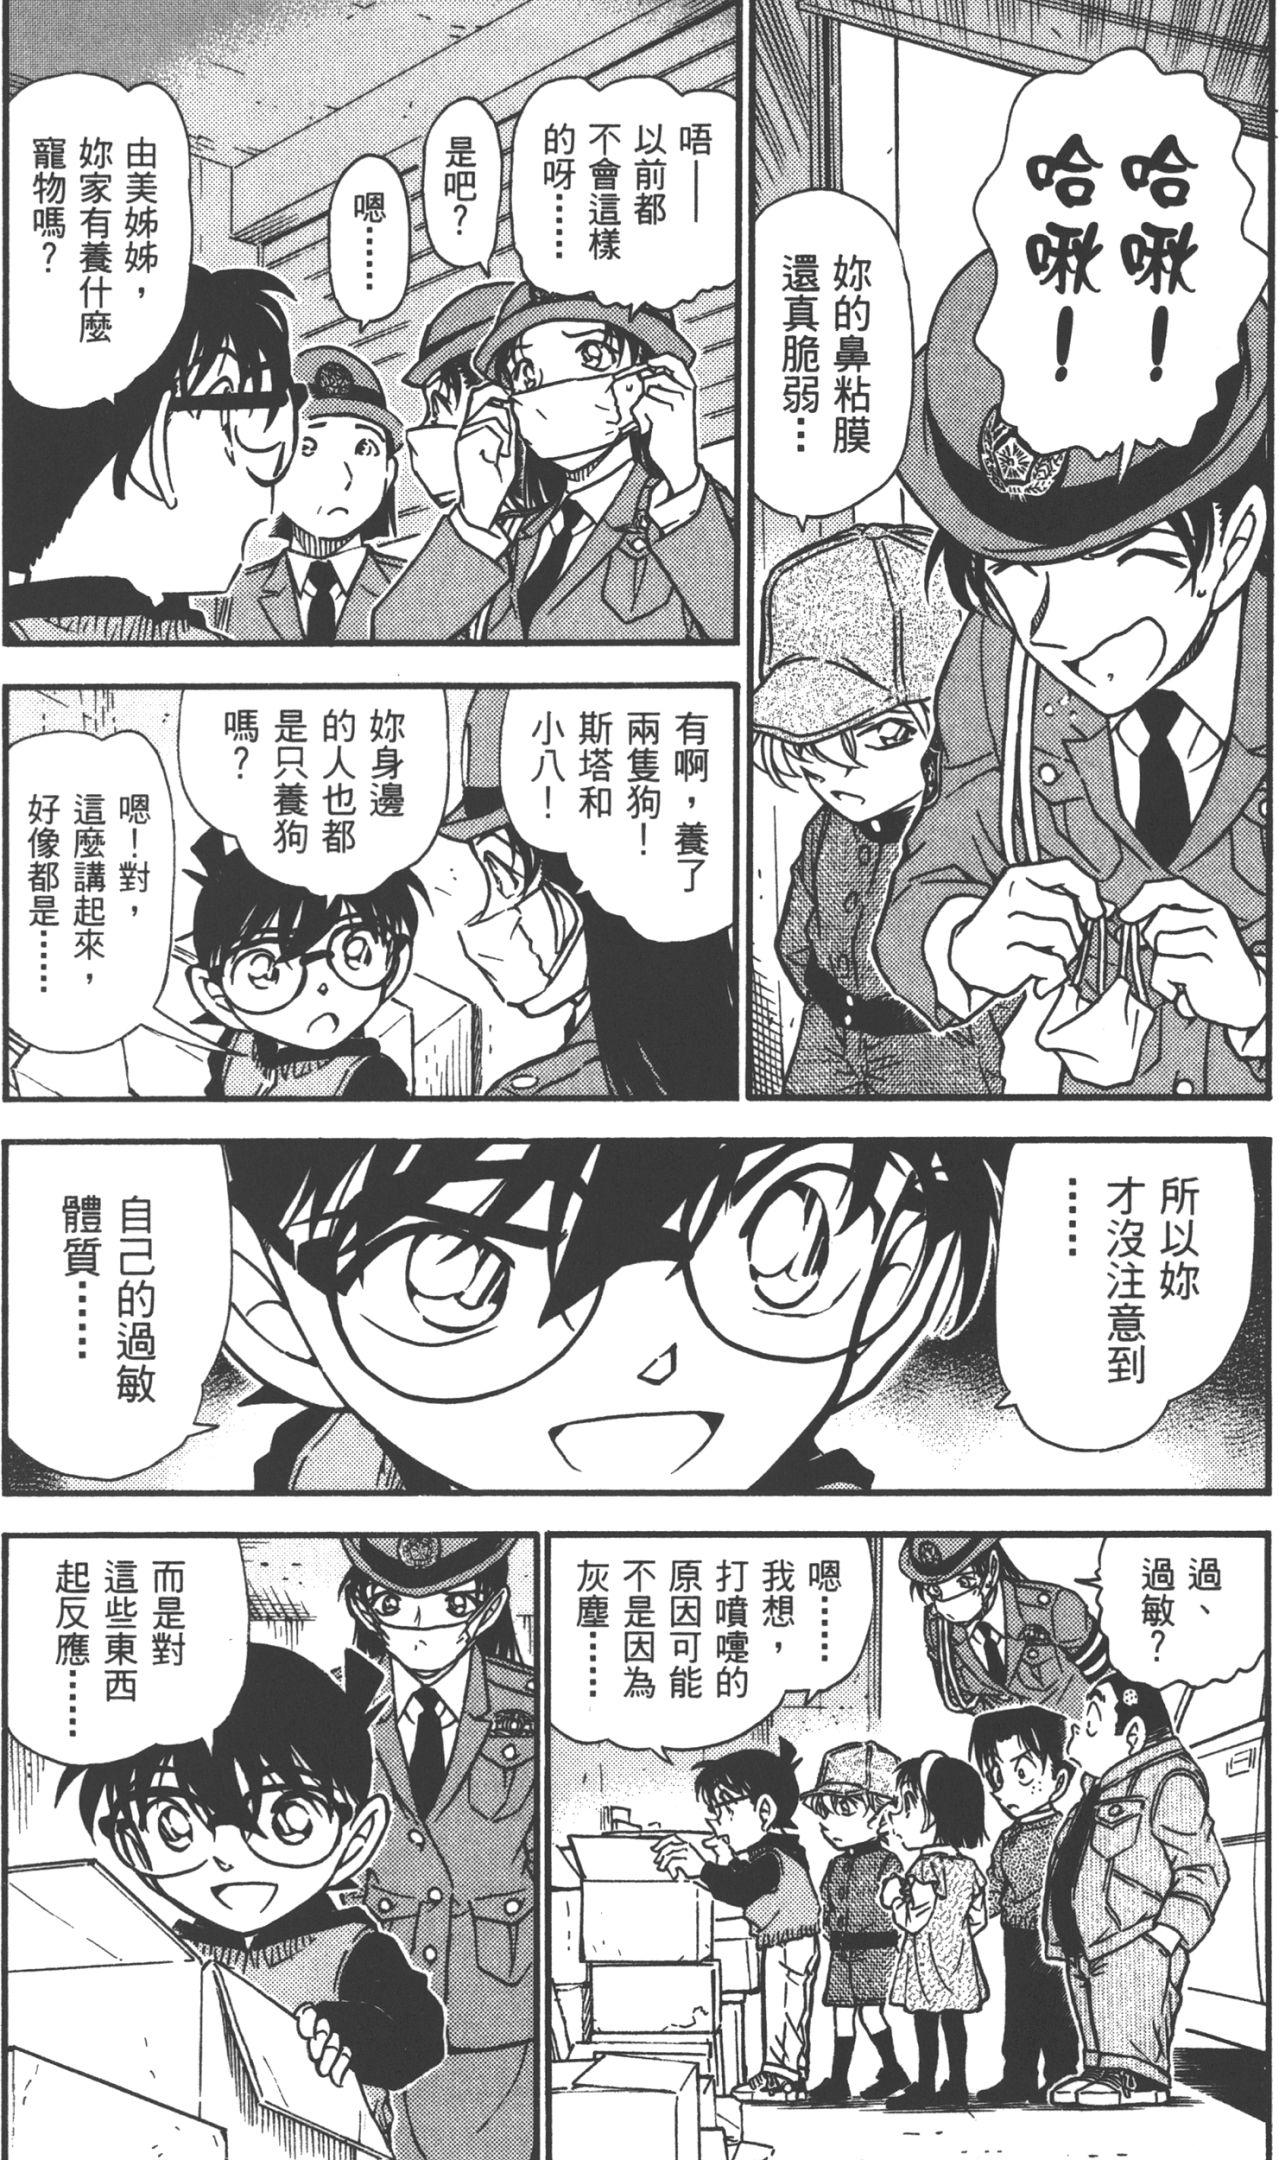 哈啾！
哈啾！
妳的鼻粘膜
還真脆弱…
唔——
以前都
不會這樣
的呀……
是吧？
嗯……
由美姊姊，
妳家有養什麼
寵物嗎？
有啊，養了
兩隻狗！
斯塔和
小八！
妳身邊
的人也都
是只養狗
嗎？
嗯！對，
這麼講起來，
好像都是……
所以妳
才沒注意到
……
自己的過敏
體質……
過、
過敏？
嗯……
我想，
打噴嚏的
原因可能
不是因為
灰塵……
而是對
這些東西
起反應……